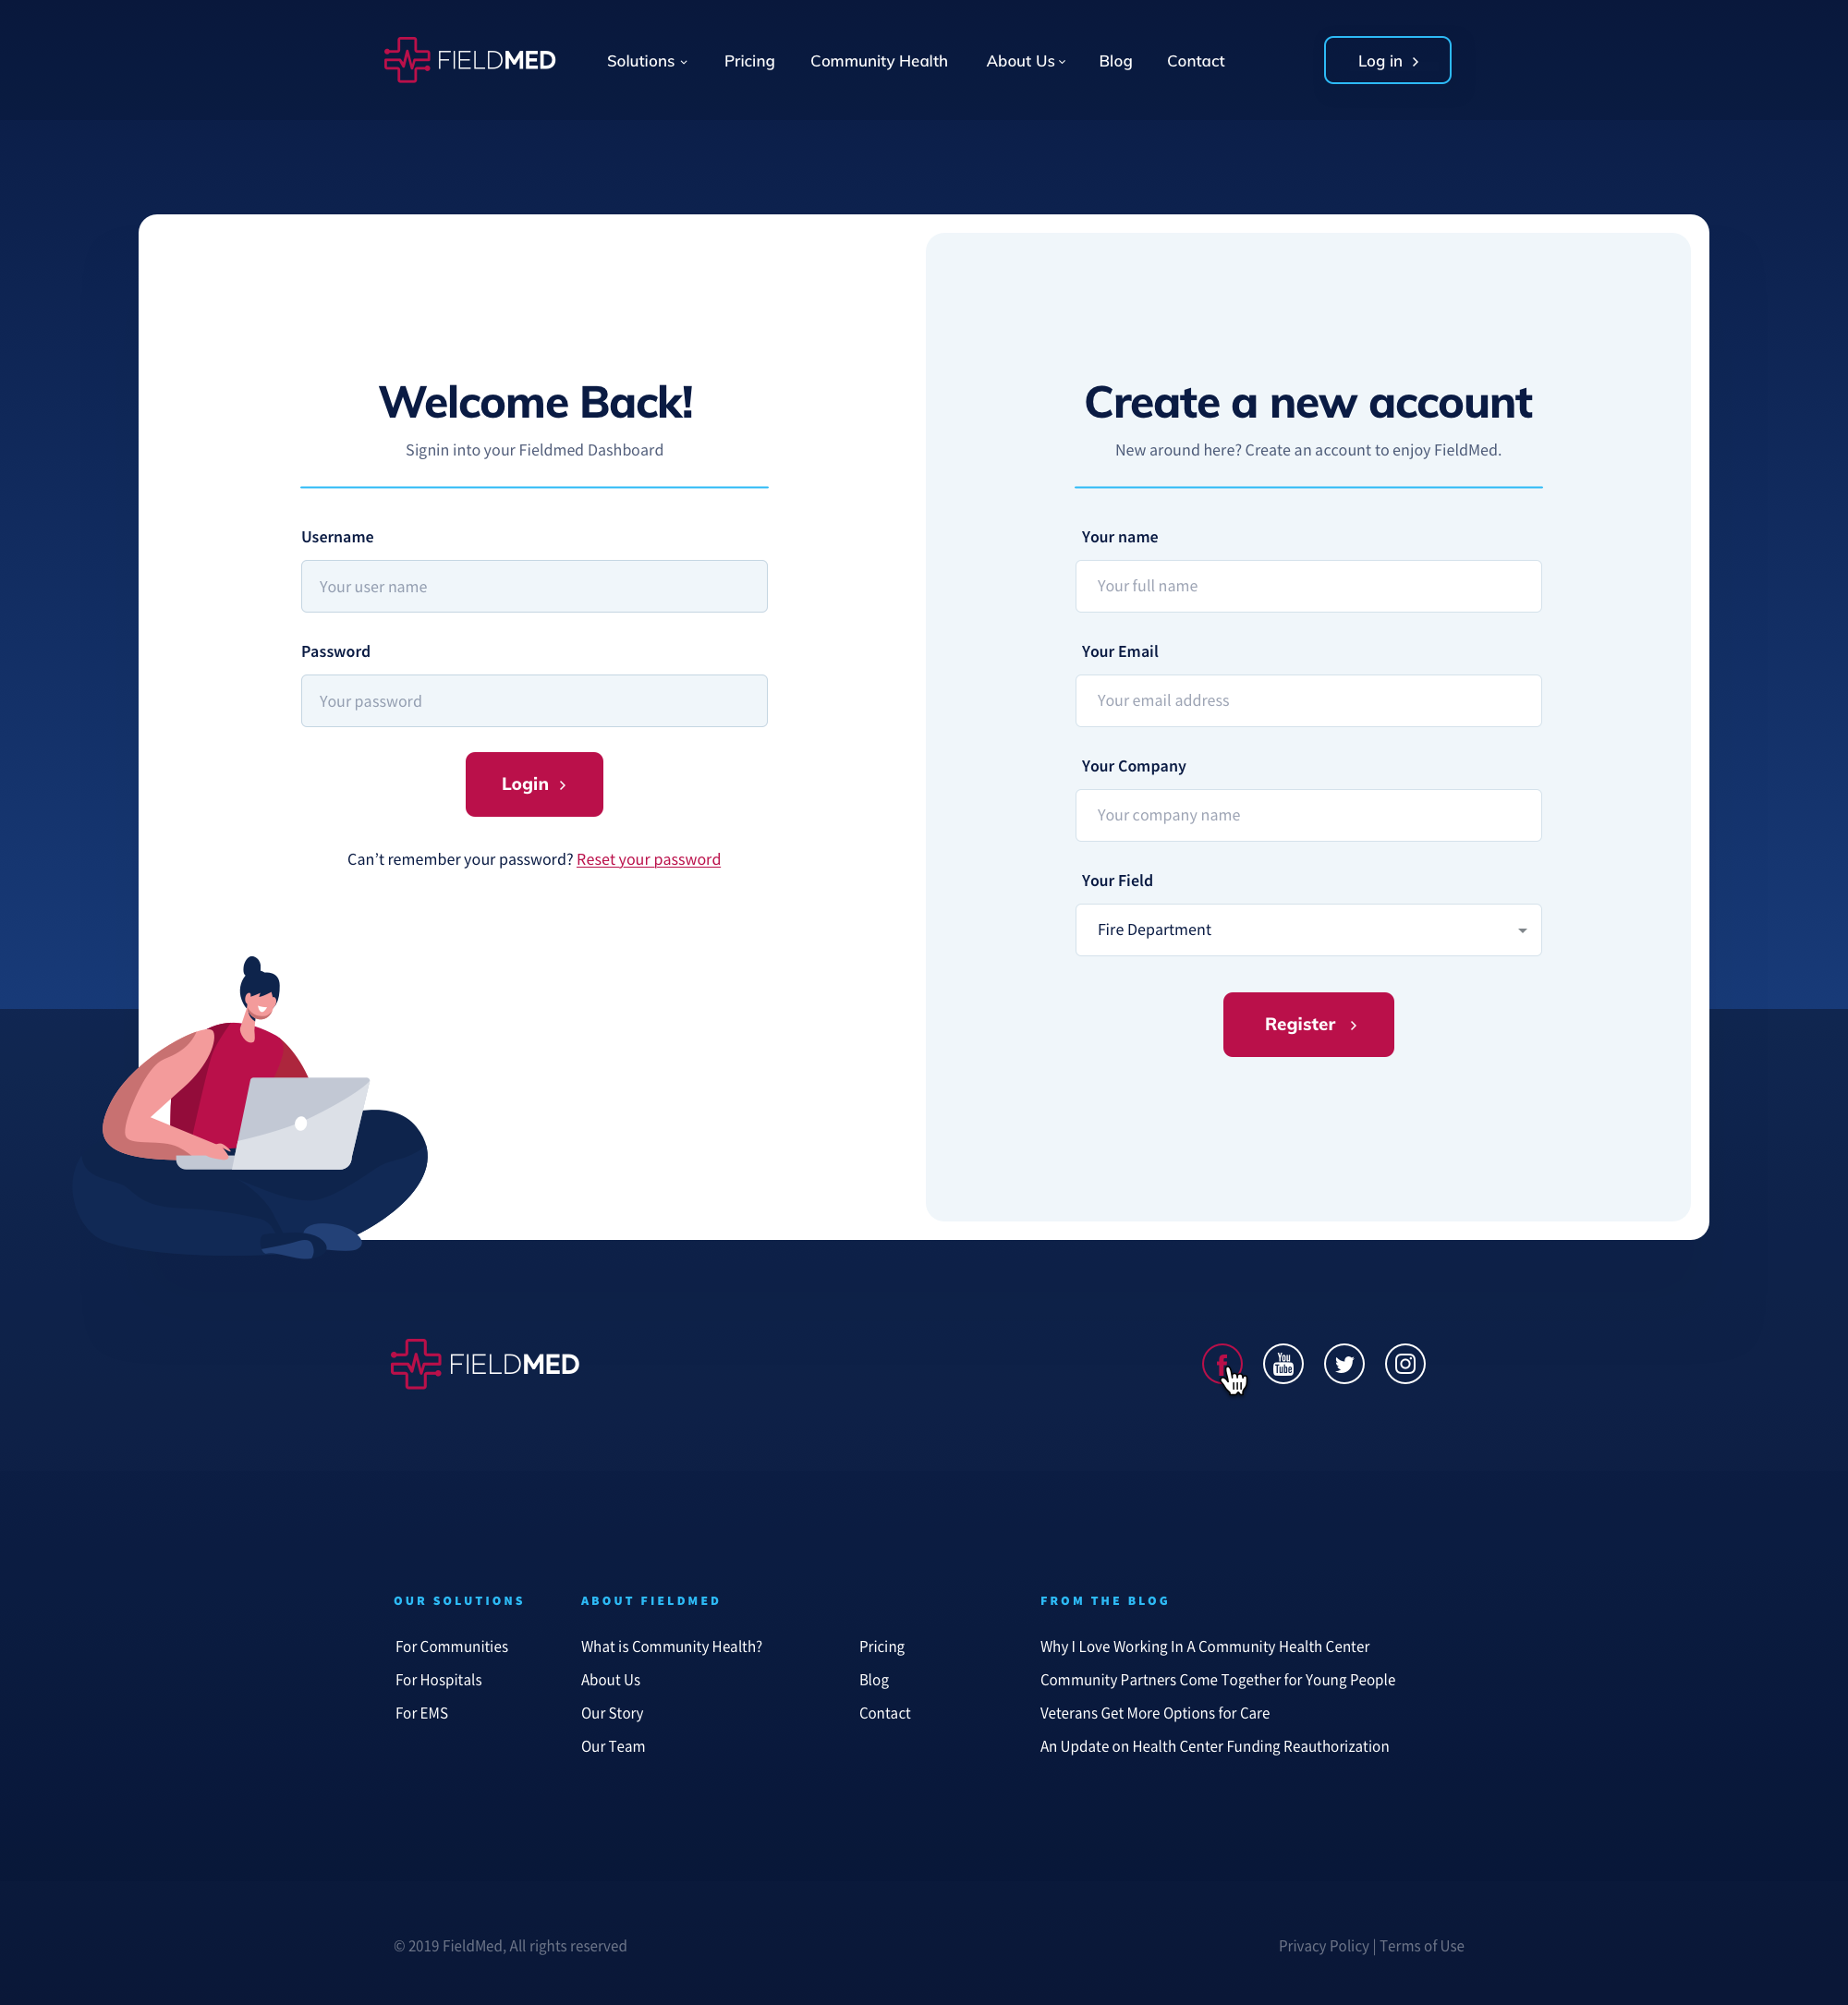 FIELDMED
Solutions
Pricing
Community Health
About Us
Blog
Contact
Log in
Welcome Back!
Signin into your Fieldmed Dashboard
Username
Your user name
Password
Your password
Login
Can’t remember your password? Reset your password
Create a new account
New around here? Create an account to enjoy FieldMed.
Your name
Your full name
Your Email
Your email address
Your Company
Your company name
Your Field
Fire Department
Register
FIELDMED
f
You
Tube
OUR SOLUTIONS
For Communities
For Hospitals
For EMS
ABOUT FIELDMED
What is Community Health?
About Us
Our Story
Our Team
Pricing
Blog
Contact
FROM THE BLOG
Why I Love Working In A Community Health Center
Community Partners Come Together for Young People
Veterans Get More Options for Care
An Update on Health Center Funding Reauthorization
© 2019 FieldMed, All rights reserved
Privacy Policy | Terms of Use